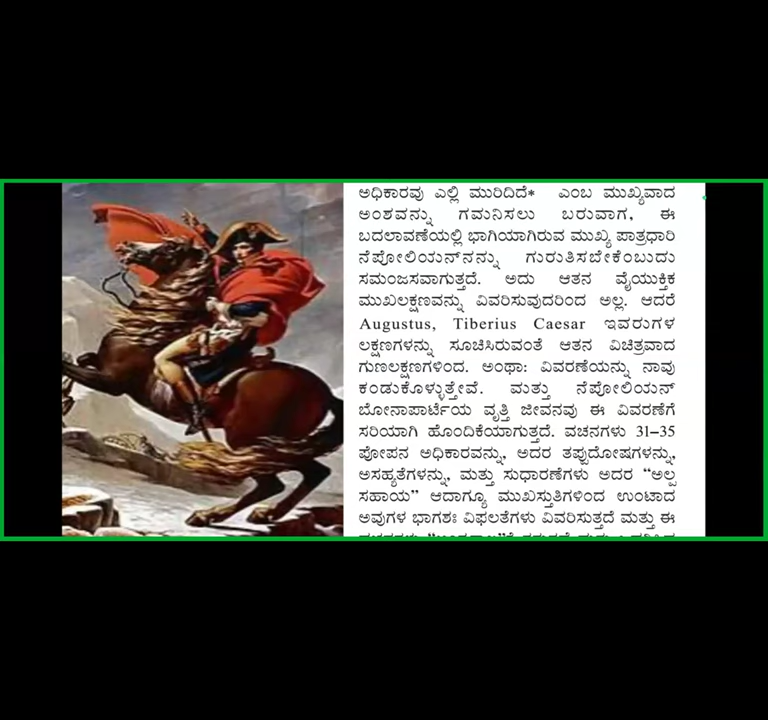 ಅಧಿಕಾರವು ಎಲ್ಲಿ ಮುರಿದಿದೆ* ಎಂಬ ಮುಖ್ಯವಾದ
ಅಂಶವನ್ನು ಗಮನಿಸಲು ಬರುವಾಗ, ಈ
ಬದಲಾವಣೆಯಲ್ಲಿ ಭಾಗಿಯಾಗಿರುವ ಮುಖ್ಯ ಪಾತ್ರಧಾರಿ
ನೆಪೋಲಿಯನ್‌ನನ್ನು ಗುರುತಿಸಬೇಕೆಂಬುದು
ಸಮಂಜಸವಾಗುತ್ತದೆ. ಅದು ಆತನ ವೈಯುಕ್ತಿಕ
ಮುಖಲಕ್ಷಣವನ್ನು ವಿವರಿಸುವುದರಿಂದ ಅಲ್ಲ. ಆದರೆ
Augustus, Tiberius Caesar ಇವರುಗಳ
ಲಕ್ಷಣಗಳನ್ನು ಸೂಚಿಸಿರುವಂತೆ ಆತನ ವಿಚಿತ್ರವಾದ
ಗುಣಲಕ್ಷಣಗಳಿಂದ. ಅಂಥಾ: ವಿವರಣೆಯನ್ನು ನಾವು
ಕಂಡುಕೊಳ್ಳುತ್ತೇವೆ. ಮತ್ತು ನೆಪೋಲಿಯನ್
ಬೋನಾಪಾರ್ಟೆಯ ವೃತ್ತಿ ಜೀವನವು ಈ ವಿವರಣೆಗೆ
ಸರಿಯಾಗಿ ಹೊಂದಿಕೆಯಾಗುತ್ತದೆ. ವಚನಗಳು 31–35
ಪೋಪನ ಅಧಿಕಾರವನ್ನು, ಅದರ ತಪ್ಪುದೋಷಗಳನ್ನು,
ಅಸಹ್ಯತೆಗಳನ್ನು, ಮತ್ತು ಸುಧಾರಣೆಗಳು ಅದರ “ಅಲ್ಪ
ಸಹಾಯ” ಆದಾಗ್ಯೂ ಮುಖಸ್ತುತಿಗಳಿಂದ ಉಂಟಾದ
ಅವುಗಳ ಭಾಗಶಃ ವಿಫಲತೆಗಳು ವಿವರಿಸುತ್ತದೆ ಮತ್ತು ಈ